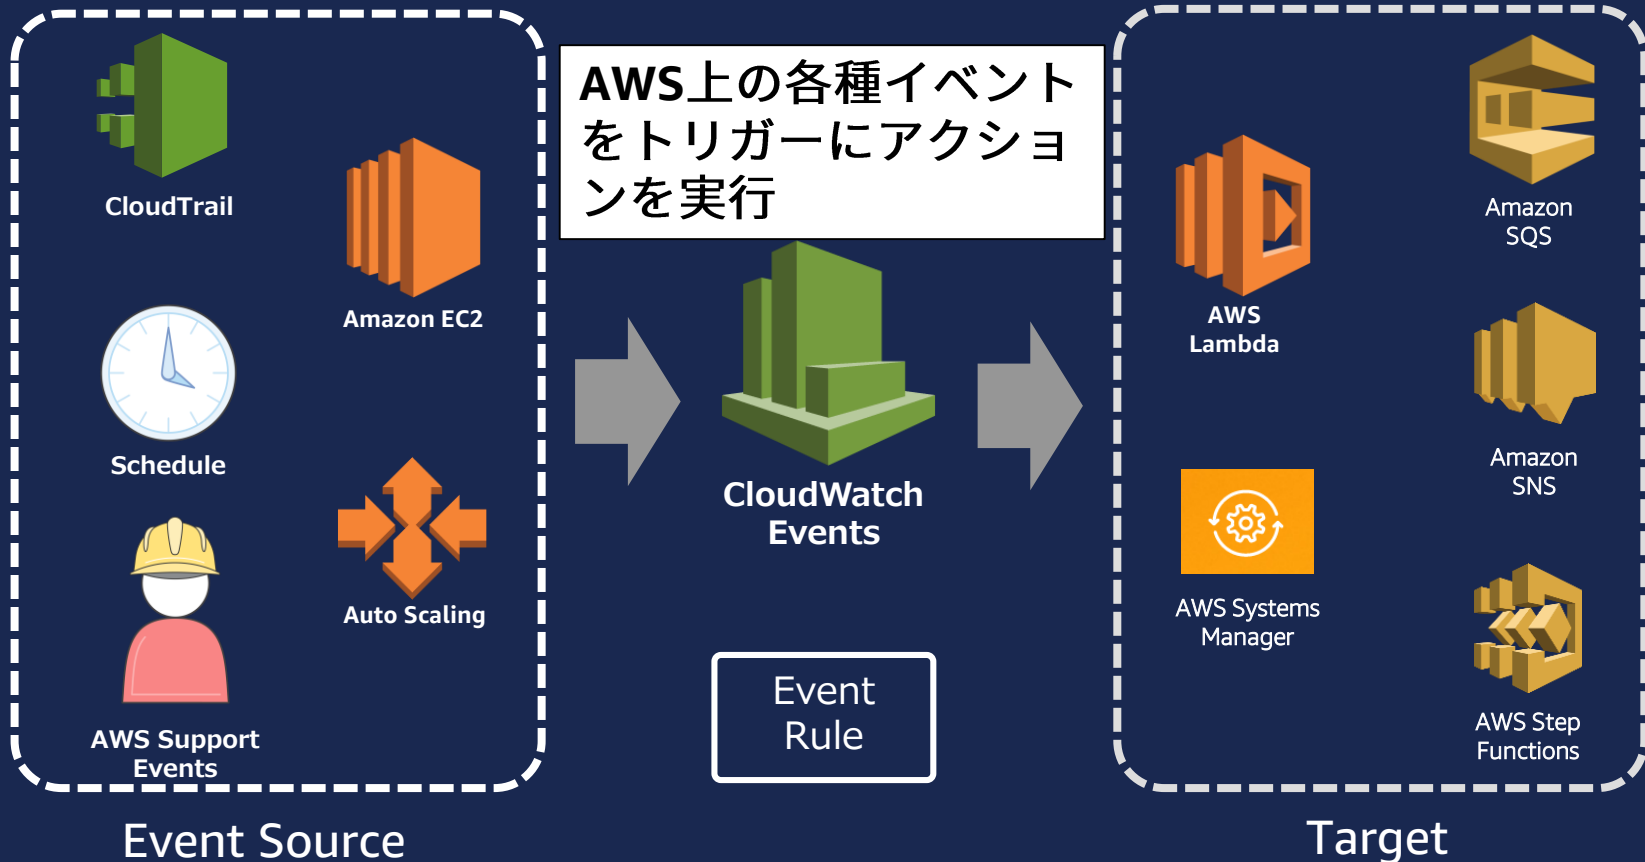 AWS上の各種イベント
をトリガーにアクショ
ンを実行
CloudTrail
Amazon EC2
Schedule
Auto Scaling
AWS Support
Events
Event Source
CloudWatch
Events
Event
Rule
AWS
Lambda
Amazon
SQS
Amazon
SNS
AWS Systems
Manager
AWS Step
Functions
Target